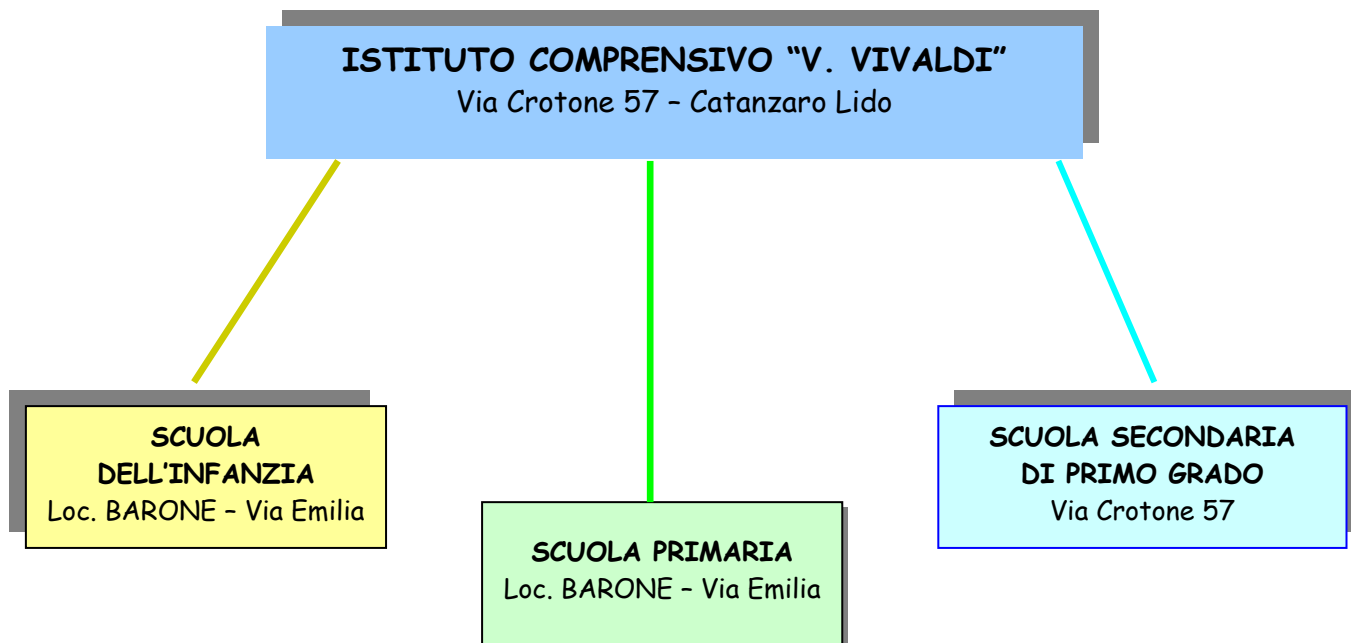 ISTITUTO COMPRENSIVO “V. VIVALDI”
Via Crotone 57 – Catanzaro Lido
SCUOLA
DELL’INFANZIA
Loc. BARONE – Via Emilia
SCUOLA PRIMARIA
Loc. BARONE – Via Emilia
SCUOLA SECONDARIA
DI PRIMO GRADO
Via Crotone 57